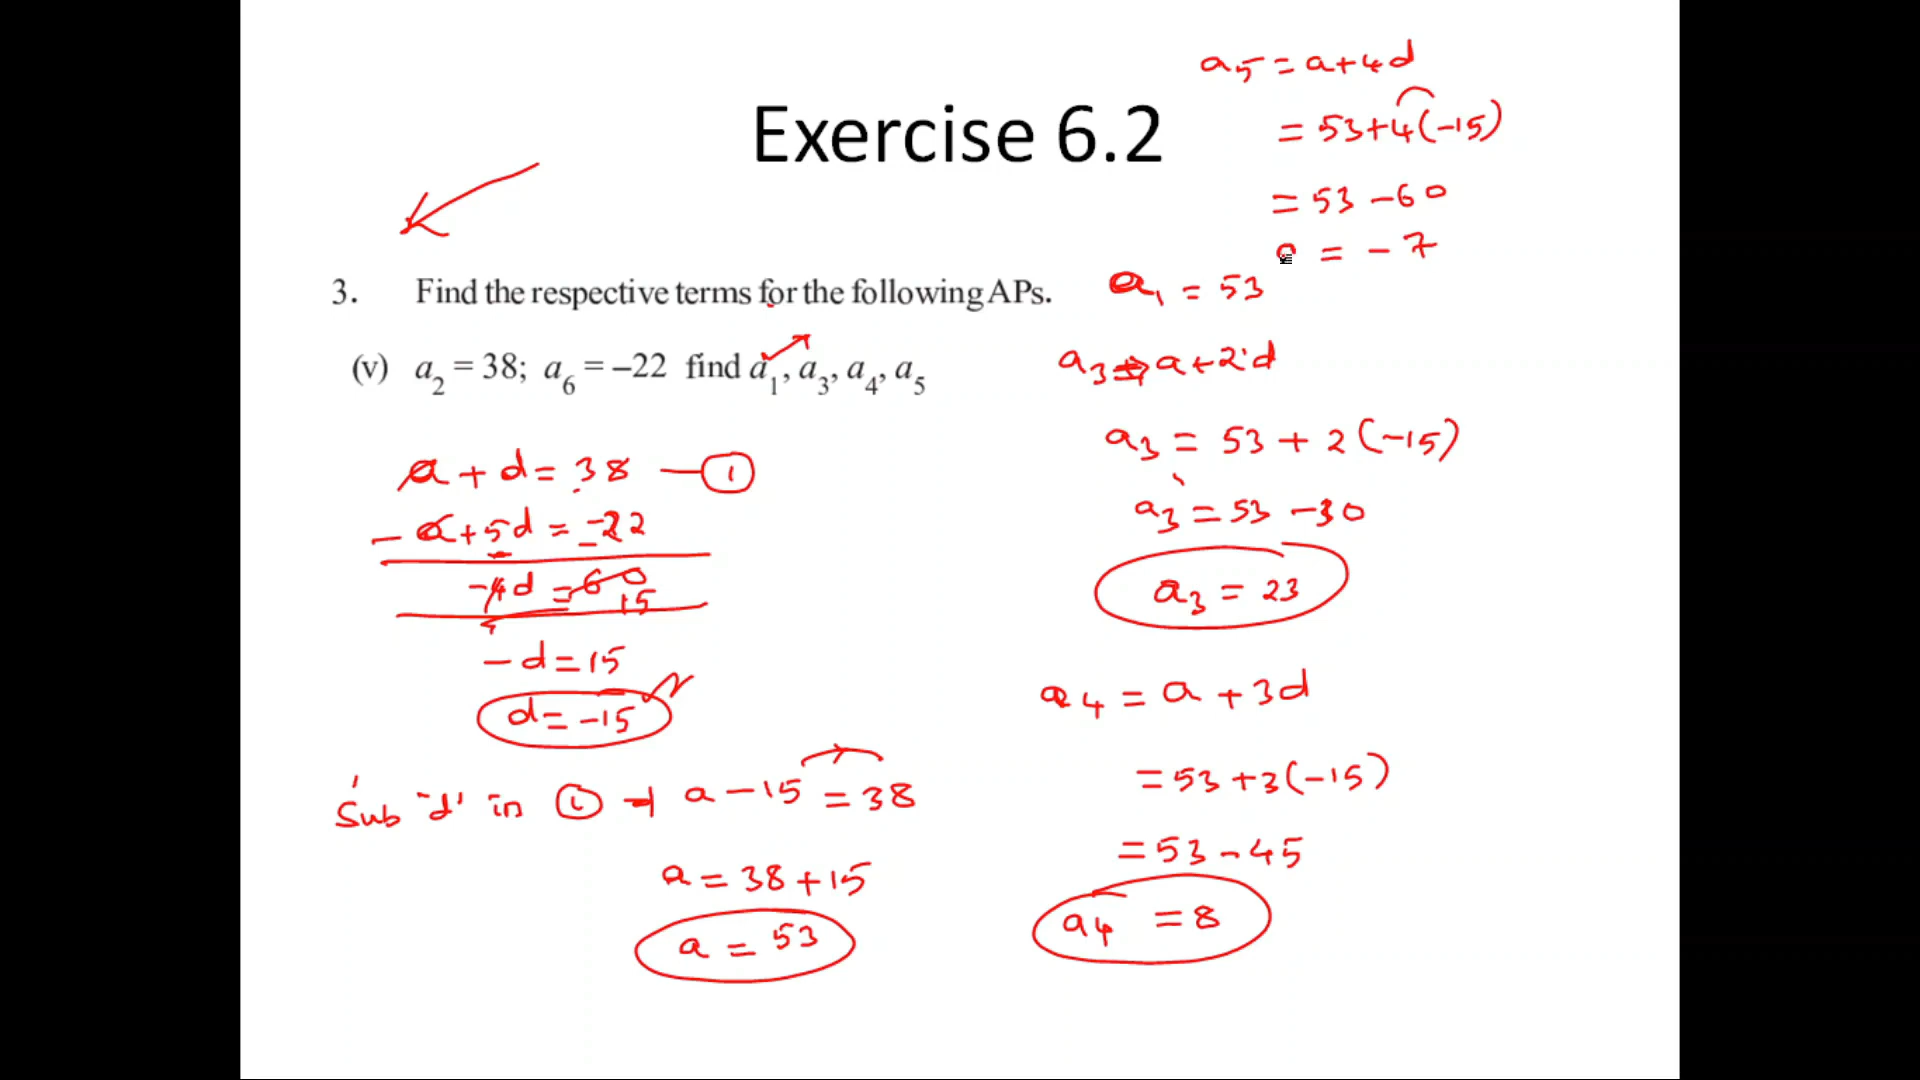 Exercise 6.2
3. Find the respective terms for the following APs.
(v) a₂ = 38; a₆ = –22 find a₁, a₃, a₄, a₅
a + d = 38 — ①
- a + 5d = -22
-4d = 60
15
- d = 15
d = -15
Sub 'd' in ① → a - 15 = 38
a = 38 + 15
a = 53
a₅ = a + 4d
= 53 + 4(-15)
= 53 - 60
= - 7
a₁ = 53
a₃ = a + 2d
a₃ = 53 + 2(-15)
a₃ = 53 - 30
a₃ = 23
a₄ = a + 3d
= 53 + 3(-15)
= 53 - 45
a₄ = 8